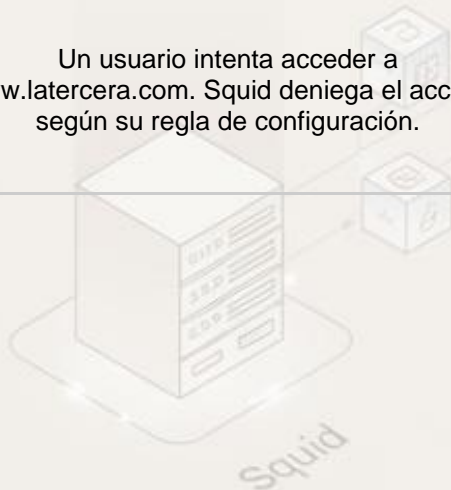 Un usuario intenta acceder a
w.latercera.com. Squid deniega el acc
según su regla de configuración.
Squid